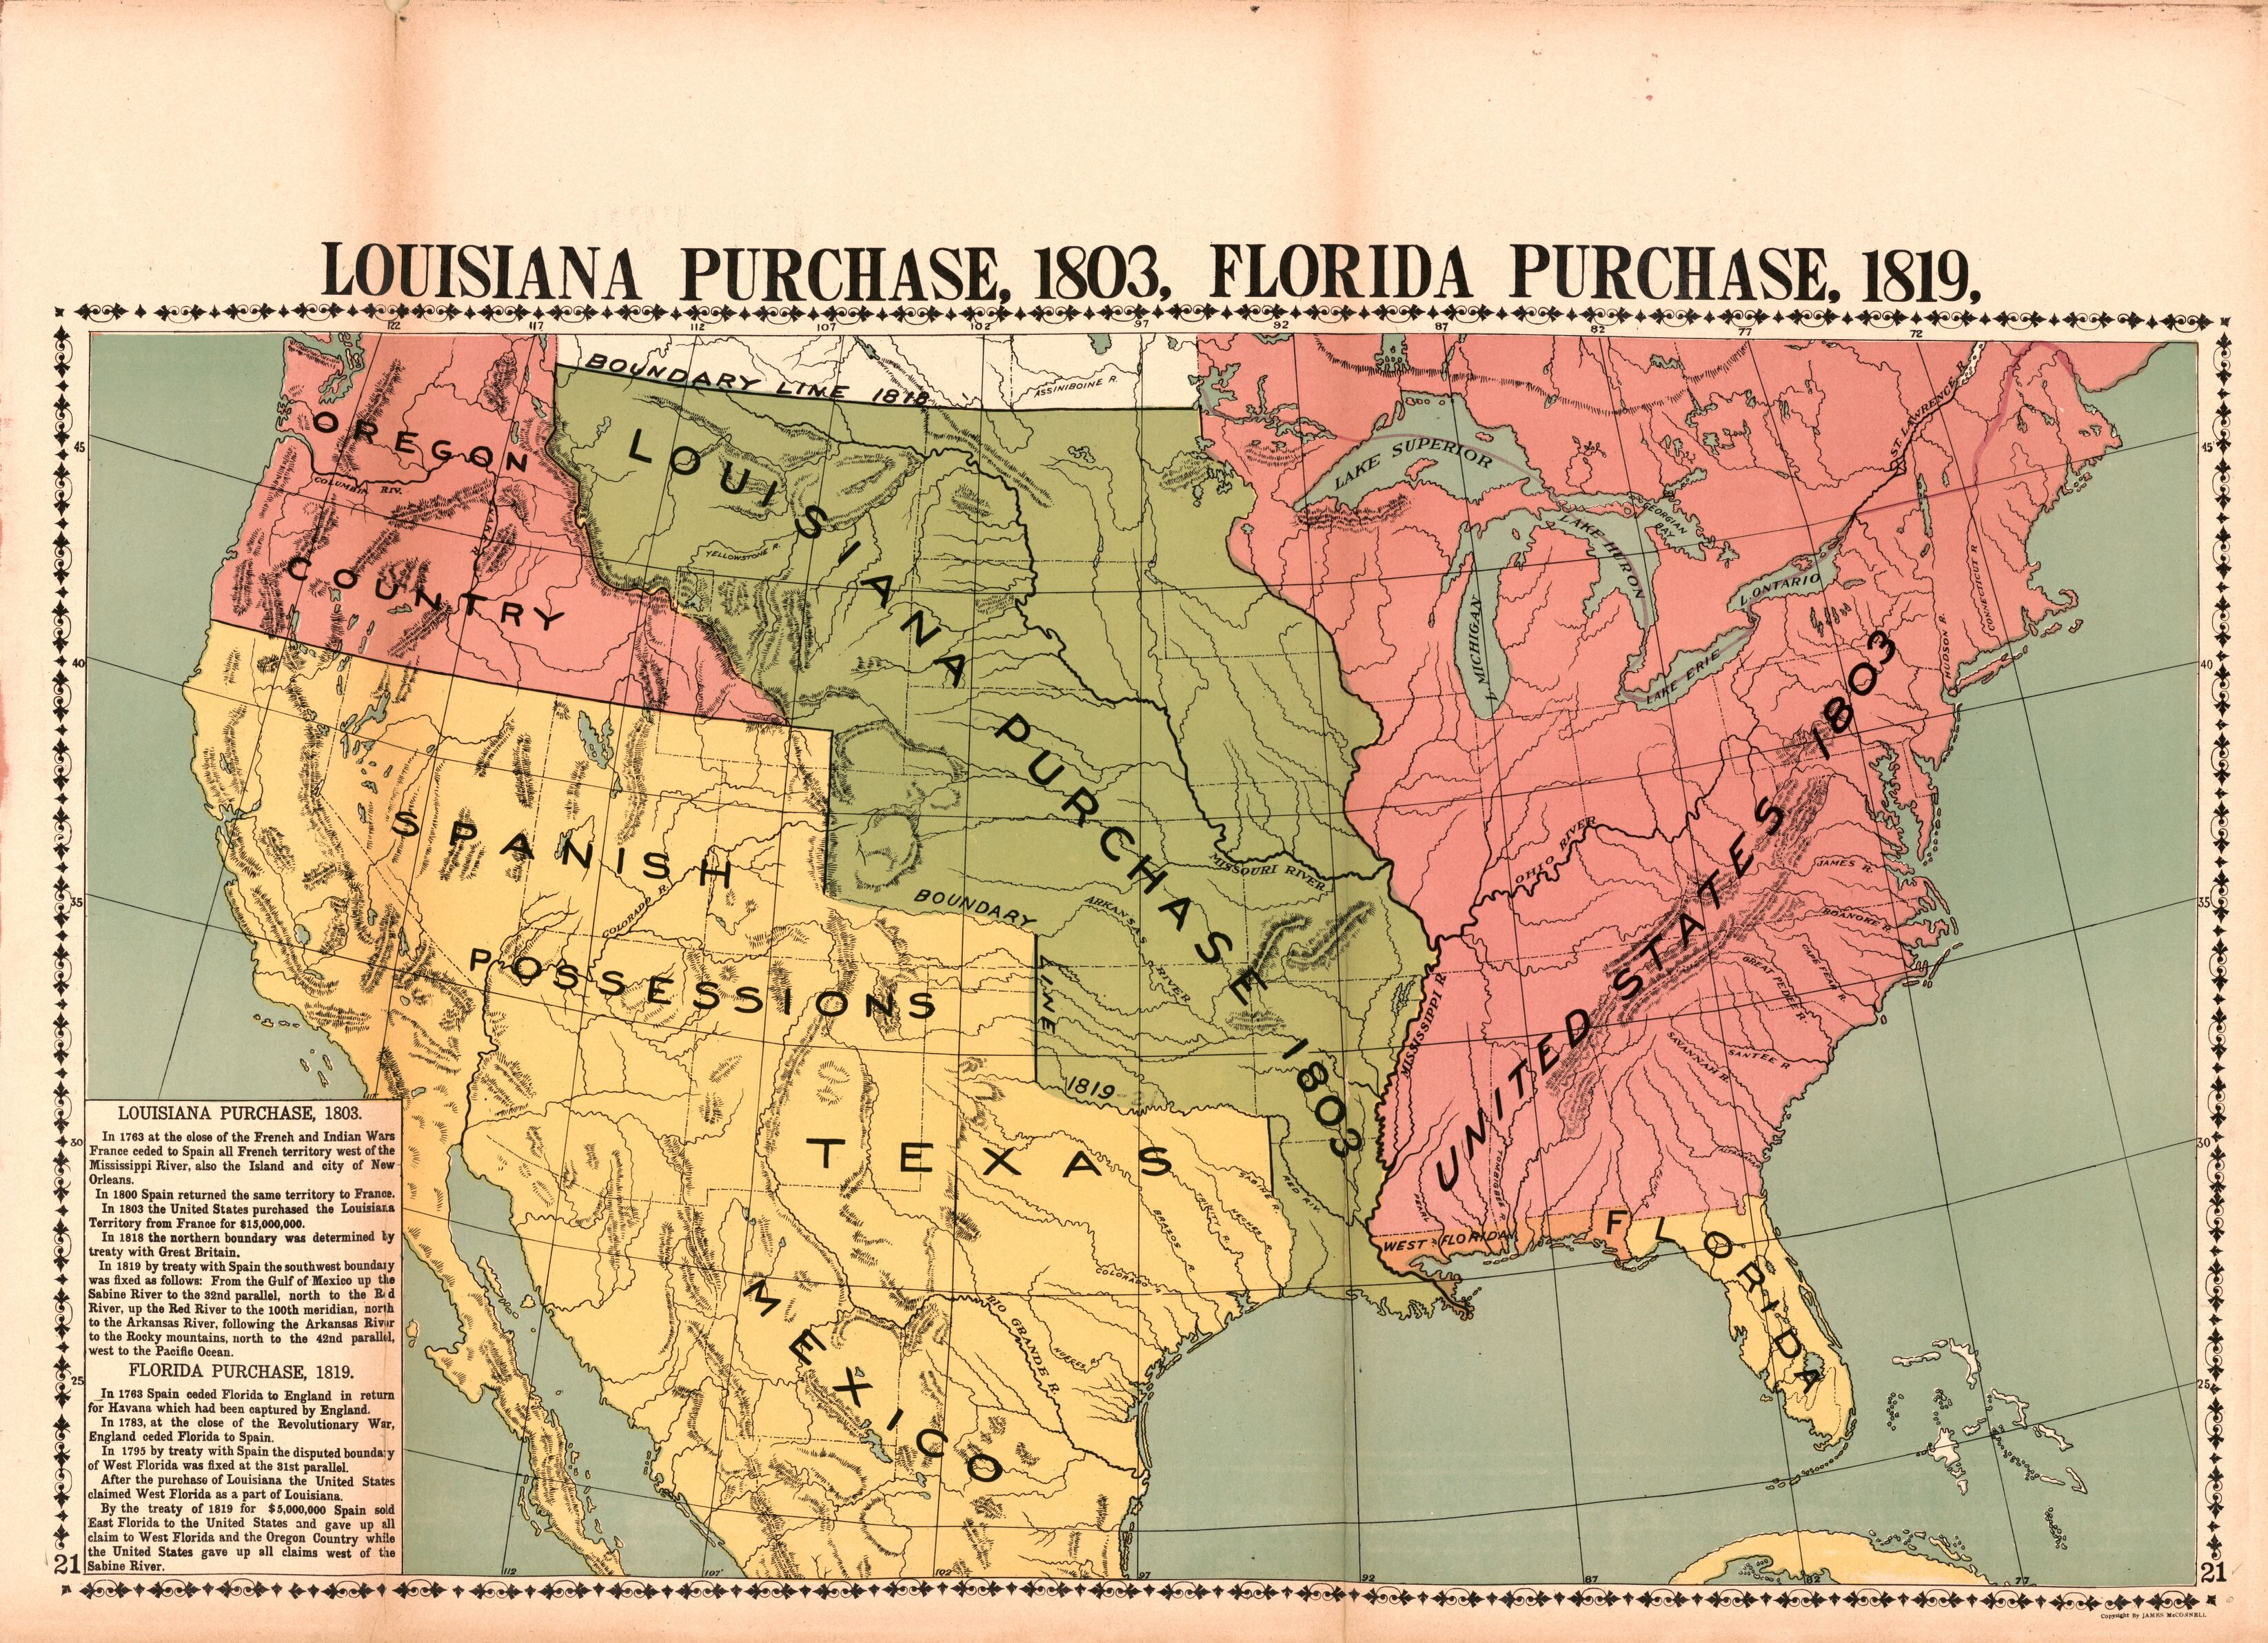 LOUISIANA PURCHASE, 1803, FLORIDA PURCHASE, 1819,
122 117 112 107 102 97 92 87 82 77 72
BOUNDARY LINE 1818
ASSINIBOINE R.
OREGON
COUNTRY
COLUMBIA RIV.
LOUISIANA PURCHASE 1803
YELLOWSTONE R.
MISSOURI RIVER
ARKANSAS RIVER
BOUNDARY
LINE
1819
RED RIV.
LAKE SUPERIOR
L. MICHIGAN
LAKE HURON
GEORGIAN
BAY
L. ONTARIO
LAKE ERIE
ST. LAWRENCE R.
HUDSON R.
CONNECTICUT R
UNITED STATES 1803
OHIO RIVER
MISSISSIPPI R
JAMES R.
ROANOKE R.
CAPE FEAR R.
GREAT PEDEE R.
SANTEE R
SAVANNAH R.
TOMBIGBEE R.
PEARL
WEST FLORIDA
FLORIDA
SPANISH
POSSESSIONS
COLORADO R.
TEXAS
SABINE R.
NECHES R.
TRINITY R.
BRAZOS R.
COLORADO
RIO GRANDE R.
NUECES R.
MEXICO
45
40
35
30
25
45
40
35
30
25
LOUISIANA PURCHASE, 1803.
In 1763 at the close of the French and Indian Wars
France ceded to Spain all French territory west of the
Mississippi River, also the Island and city of New
Orleans.
In 1800 Spain returned the same territory to France.
In 1803 the United States purchased the Louisiana
Territory from France for $15,000,000.
In 1818 the northern boundary was determined by
treaty with Great Britain.
In 1819 by treaty with Spain the southwest boundary
was fixed as follows: From the Gulf of Mexico up the
Sabine River to the 32nd parallel, north to the Red
River, up the Red River to the 100th meridian, north
to the Arkansas River, following the Arkansas River
to the Rocky mountains, north to the 42nd parallel,
west to the Pacific Ocean.
FLORIDA PURCHASE, 1819.
In 1763 Spain ceded Florida to England in return
for Havana which had been captured by England.
In 1783, at the close of the Revolutionary War,
England ceded Florida to Spain.
In 1795 by treaty with Spain the disputed boundary
of West Florida was fixed at the 31st parallel.
After the purchase of Louisiana the United States
claimed West Florida as a part of Louisiana.
By the treaty of 1819 for $5,000,000 Spain sold
East Florida to the United States and gave up all
claim to West Florida and the Oregon Country while
the United States gave up all claims west of the
Sabine River.
112 107 102 97 92 87 82 77
21
21
Copyright By JAMES McCONNELL